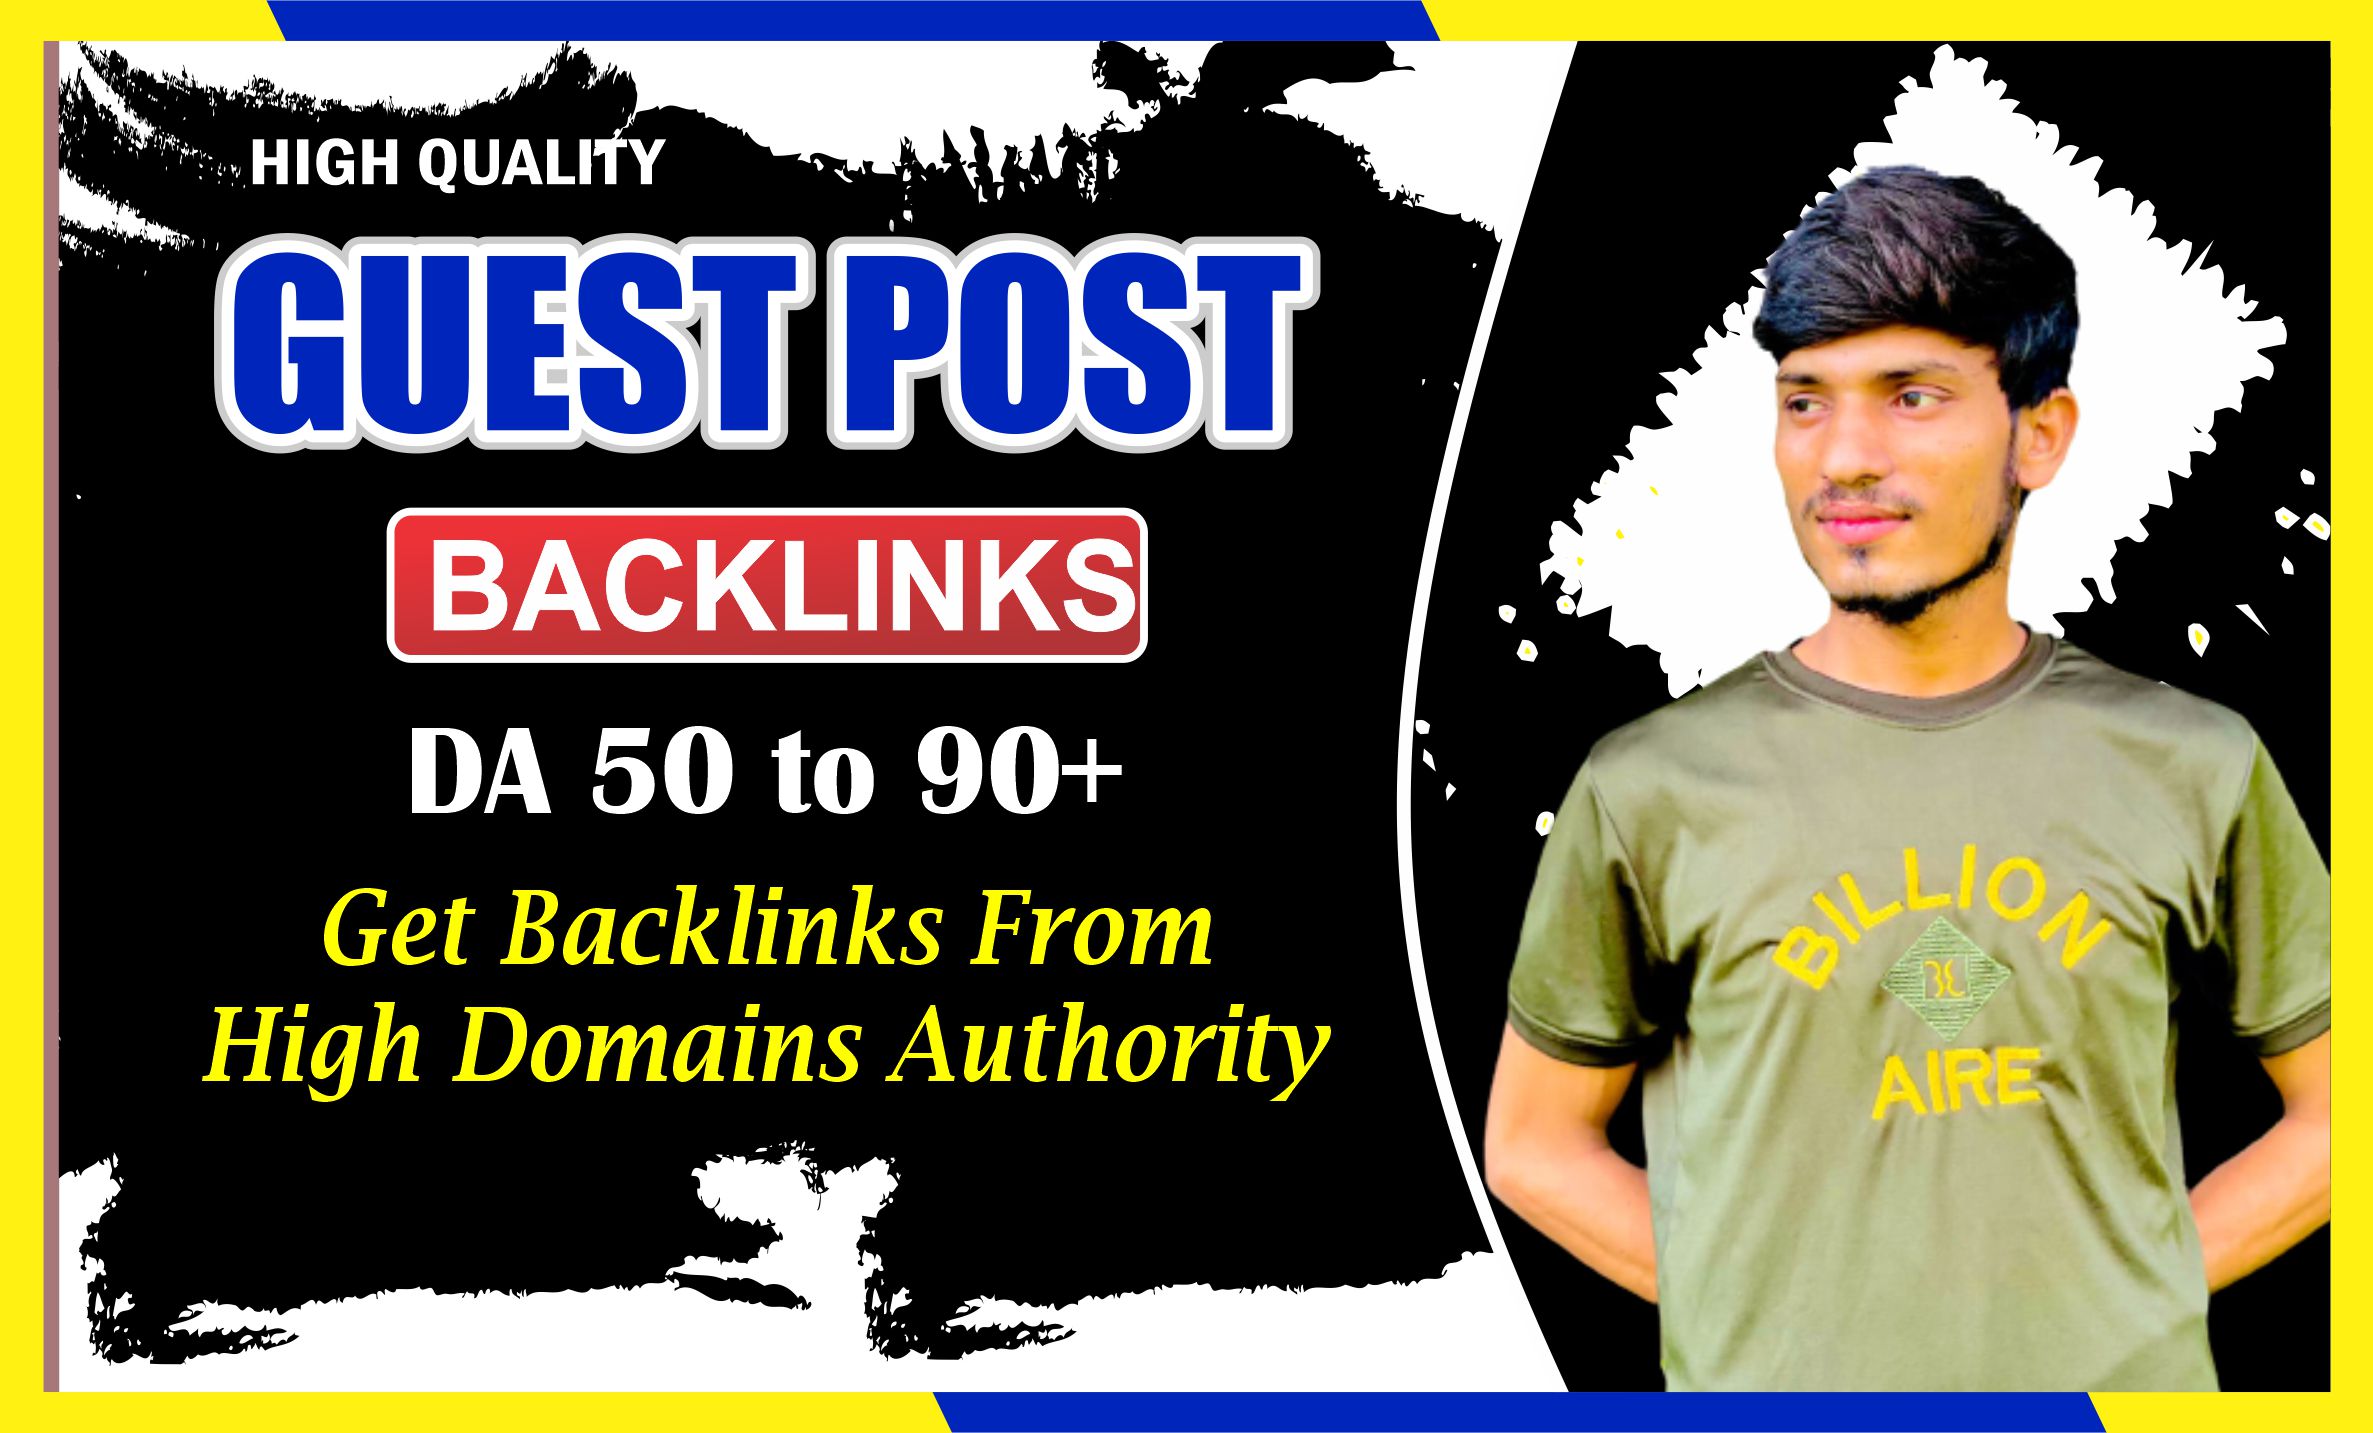 HIGH QUALITY
GUEST POST
BACKLINKS
DA 50 to 90+
Get Backlinks From
High Domains Authority
BILLION
AIRE